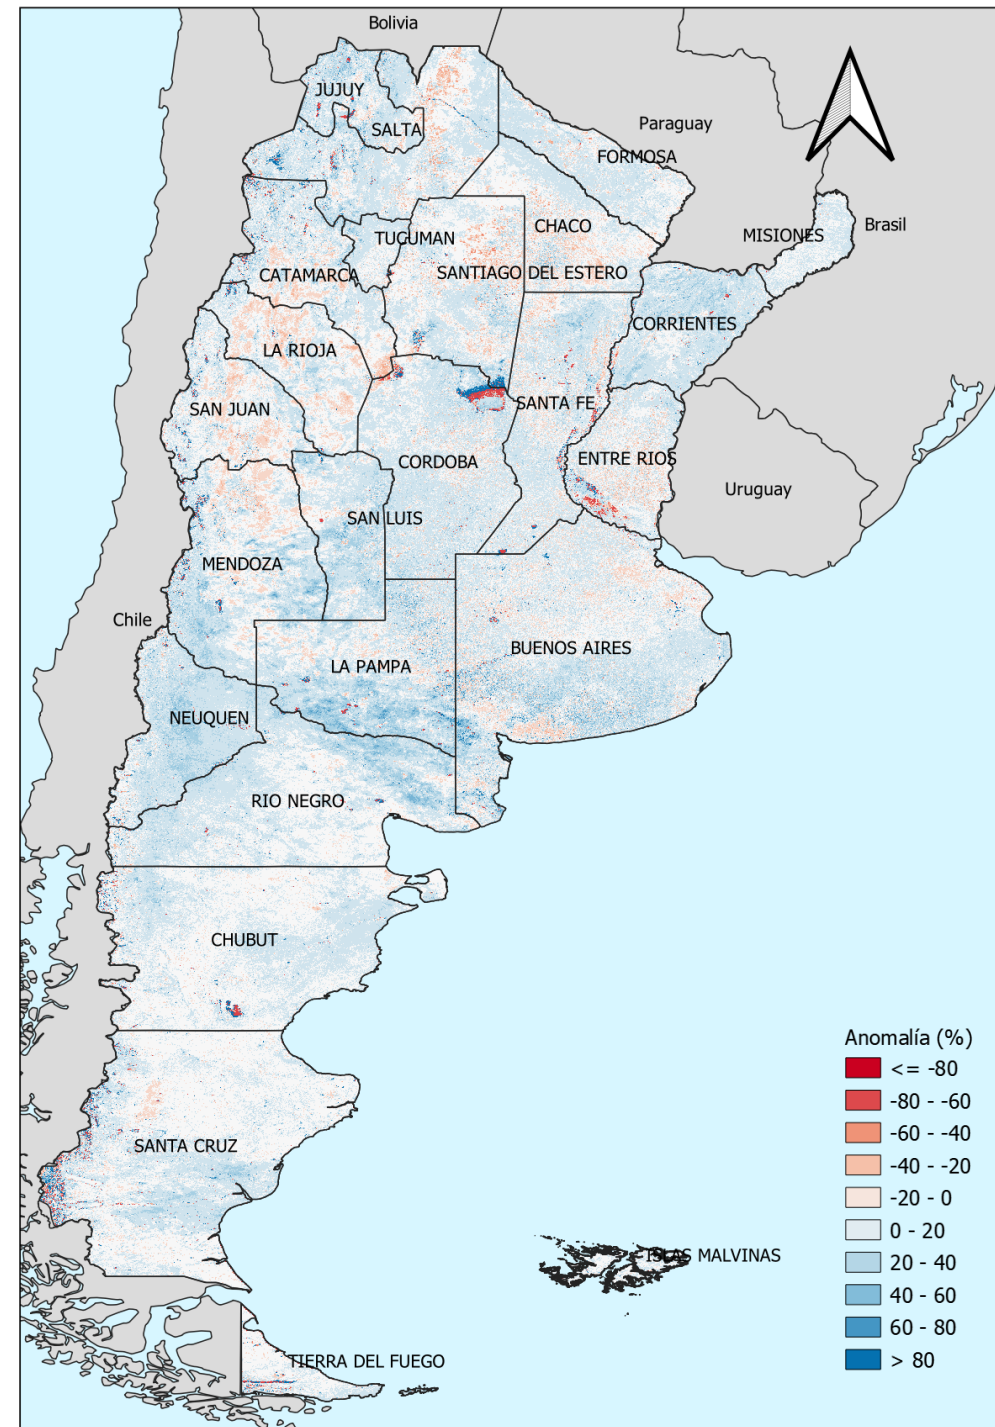 Bolivia
JUJUY
SALTA
Paraguay
FORMOSA
CHACO
MISIONES
Brasil
TUCUMAN
CATAMARCA
SANTIAGO DEL ESTERO
CORRIENTES
LA RIOJA
SAN JUAN
SANTA FE
CORDOBA
ENTRE RIOS
Uruguay
SAN LUIS
MENDOZA
Chile
BUENOS AIRES
LA PAMPA
NEUQUEN
RIO NEGRO
CHUBUT
SANTA CRUZ
ISLAS MALVINAS
TIERRA DEL FUEGO
Anomalía (%)
<= -80
-80 - -60
-60 - -40
-40 - -20
-20 - 0
0 - 20
20 - 40
40 - 60
60 - 80
> 80